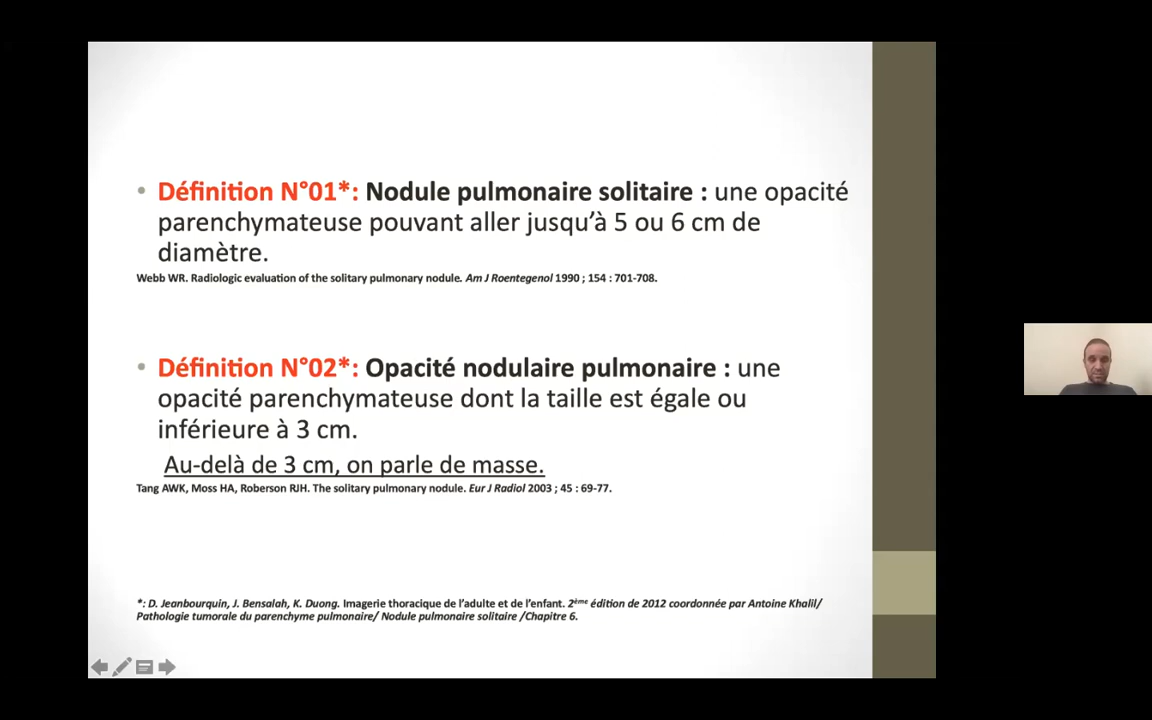 • Définition N°01*: Nodule pulmonaire solitaire : une opacité
parenchymateuse pouvant aller jusqu'à 5 ou 6 cm de
diamètre.
Webb WR. Radiologic evaluation of the solitary pulmonary nodule. Am J Roentegenol 1990 ; 154 : 701-708.
• Définition N°02*: Opacité nodulaire pulmonaire : une
opacité parenchymateuse dont la taille est égale ou
inférieure à 3 cm.
Au-delà de 3 cm, on parle de masse.
Tang AWK, Moss HA, Roberson RJH. The solitary pulmonary nodule. Eur J Radiol 2003 ; 45 : 69-77.
*: D. Jeanbourquin, J. Bensalah, K. Duong. Imagerie thoracique de l'adulte et de l'enfant. 2ème édition de 2012 coordonnée par Antoine Khalil/
Pathologie tumorale du parenchyme pulmonaire/ Nodule pulmonaire solitaire /Chapitre 6.